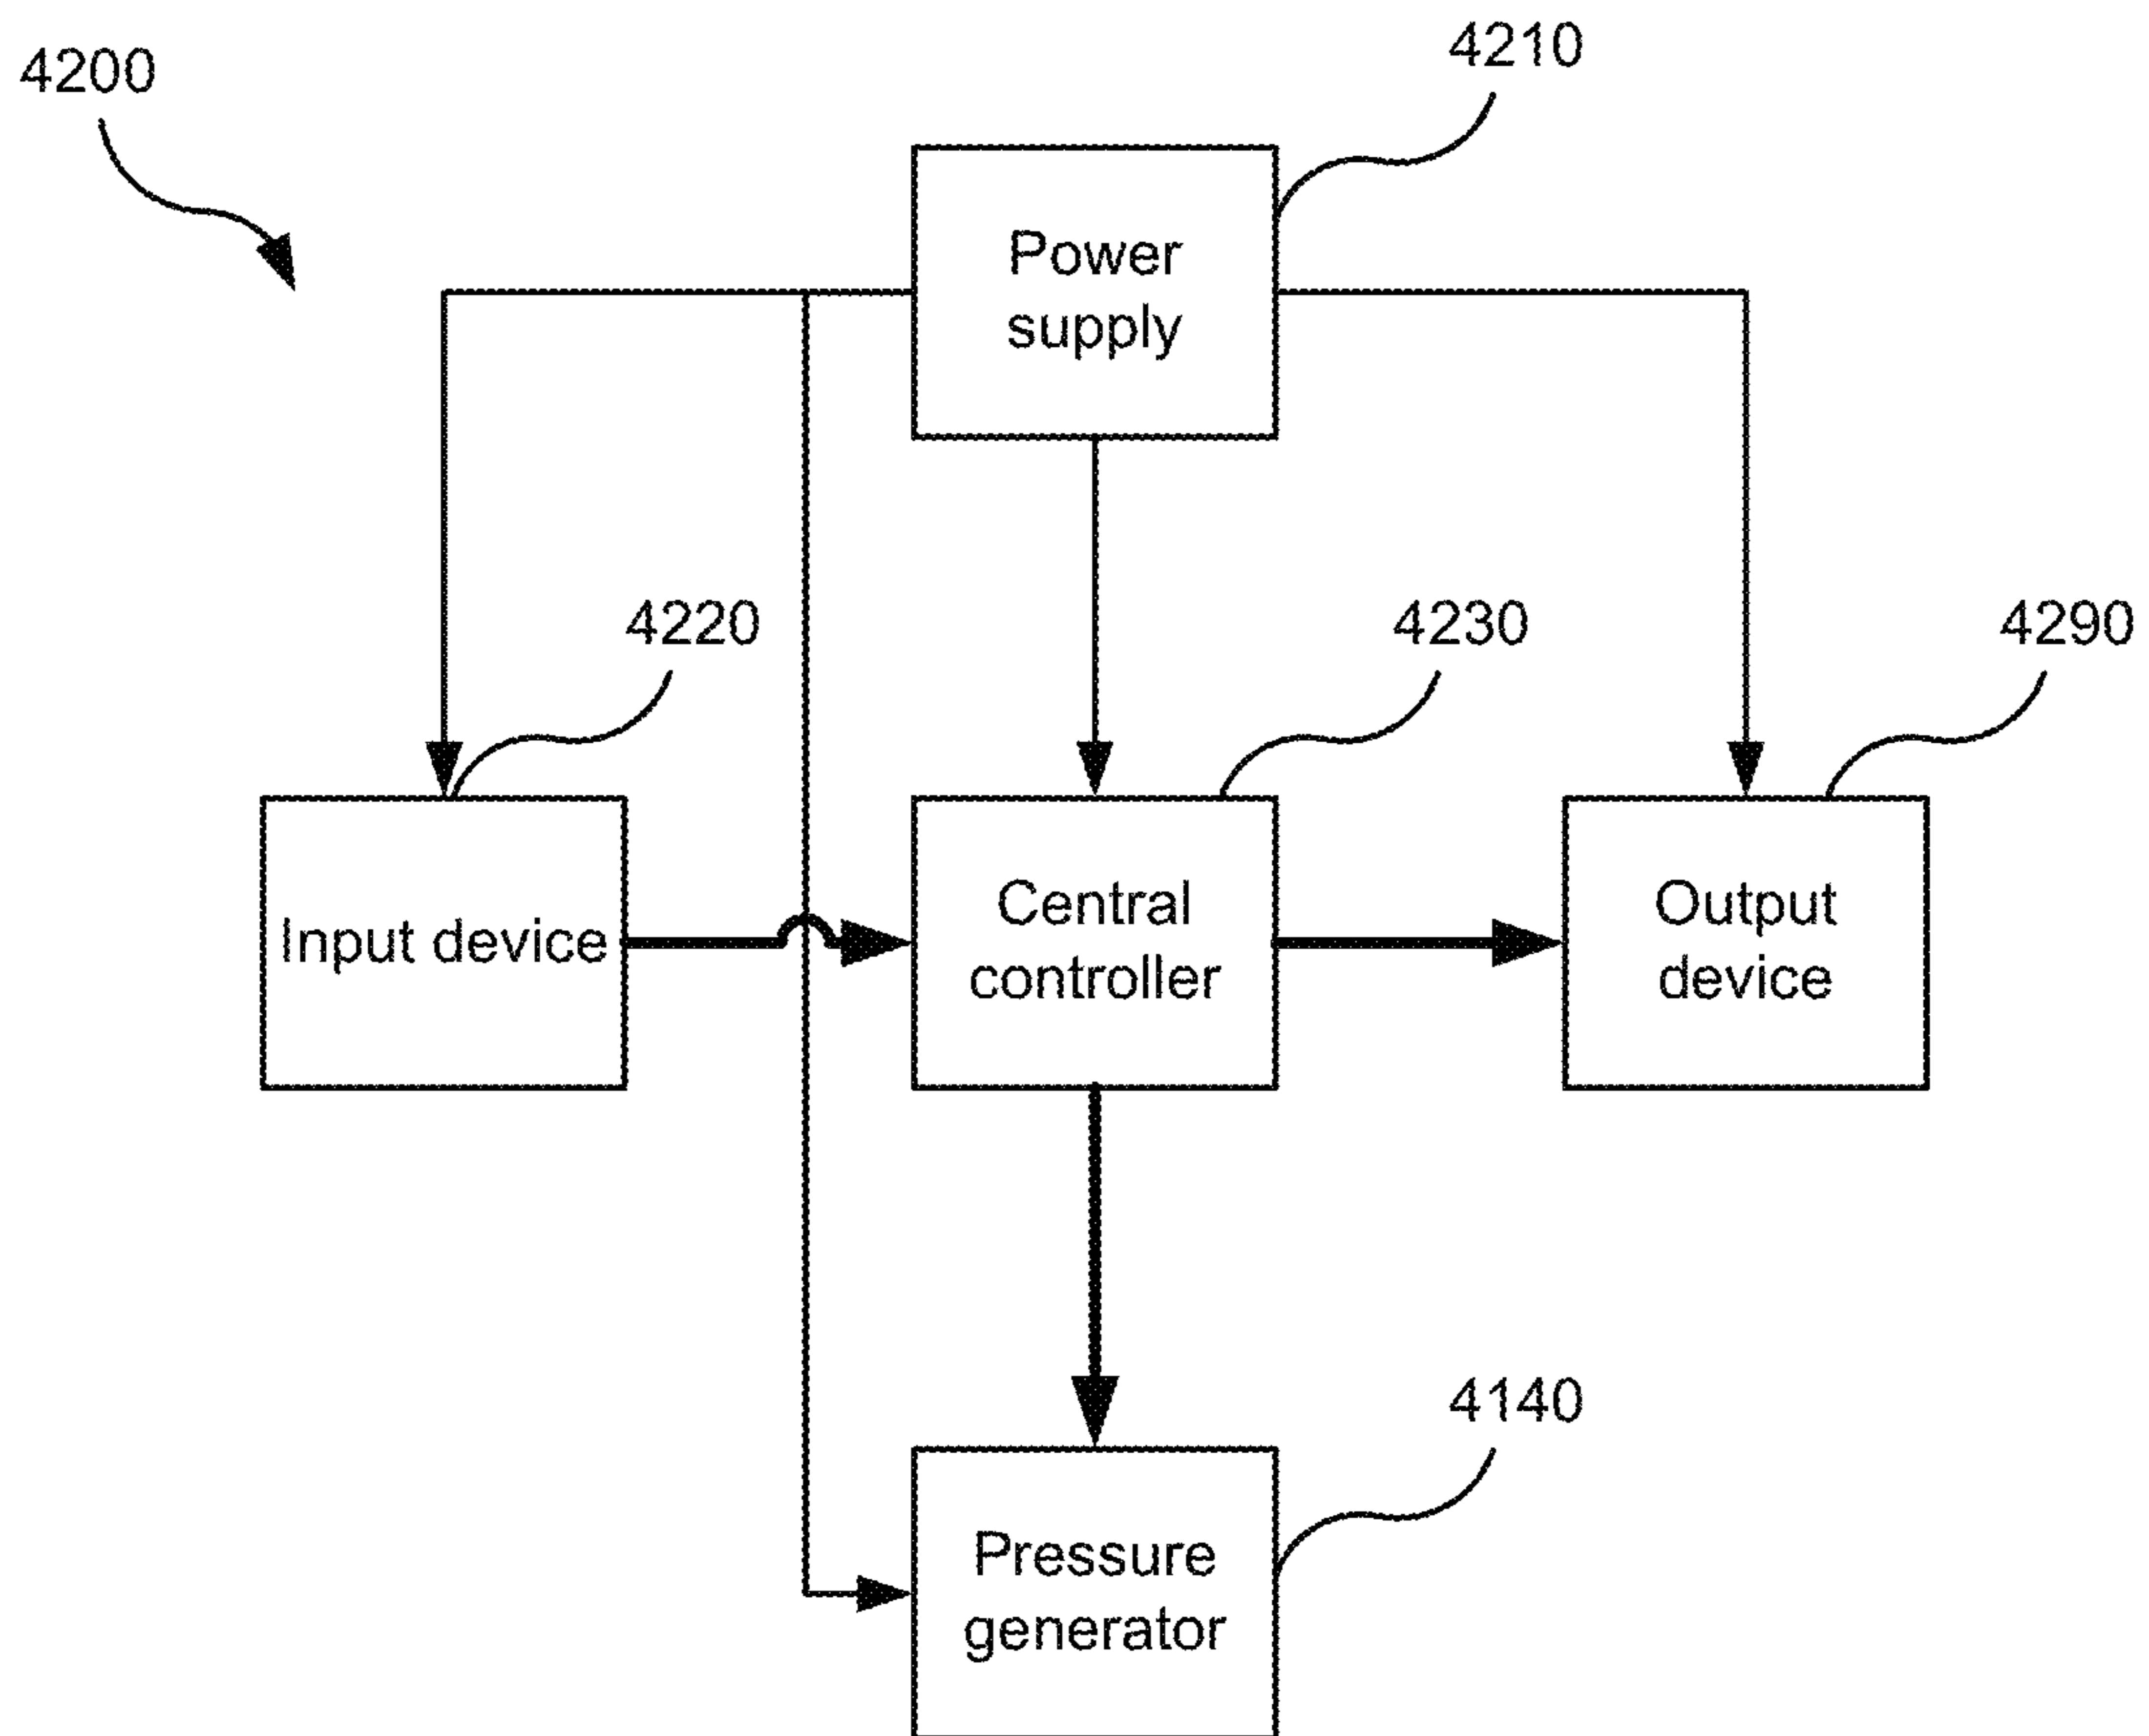 4200
4210
Power
supply
4220
4230
4290
Input device
Central
controller
Output
device
4140
Pressure
generator